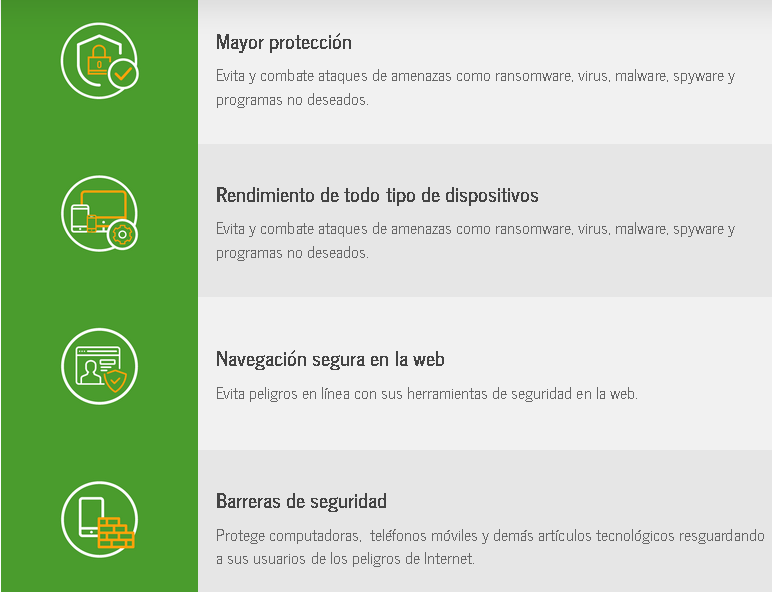 Mayor protección
Evita y combate ataques de amenazas como ransomware, virus, malware, spyware y
programas no deseados.
Rendimiento de todo tipo de dispositivos
Evita y combate ataques de amenazas como ransomware, virus, malware, spyware y
programas no deseados.
Navegación segura en la web
Evita peligros en línea con sus herramientas de seguridad en la web.
Barreras de seguridad
Protege computadoras,  teléfonos móviles y demás artículos tecnológicos resguardando
a sus usuarios de los peligros de Internet.